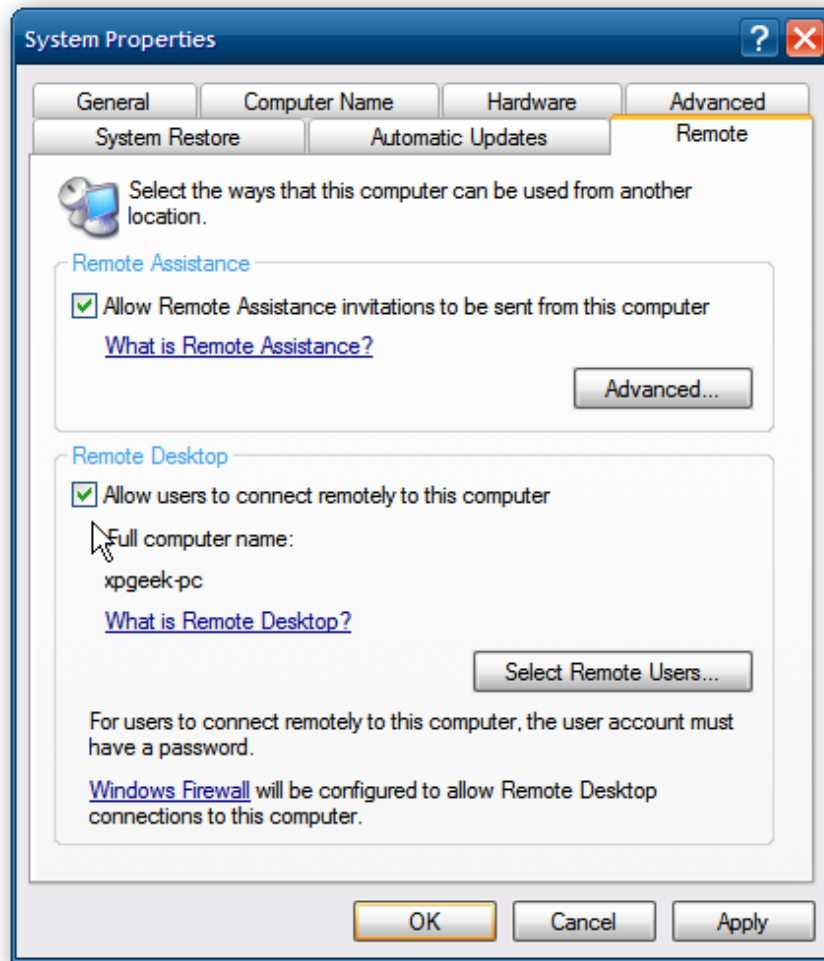 System Properties
?
General Computer Name Hardware Advanced
System Restore Automatic Updates Remote
Select the ways that this computer can be used from another
location.
Remote Assistance
Allow Remote Assistance invitations to be sent from this computer
What is Remote Assistance?
Advanced...
Remote Desktop
Allow users to connect remotely to this computer
Full computer name:
xpgeek-pc
What is Remote Desktop?
Select Remote Users...
For users to connect remotely to this computer, the user account must
have a password.
Windows Firewall will be configured to allow Remote Desktop
connections to this computer.
OK Cancel Apply